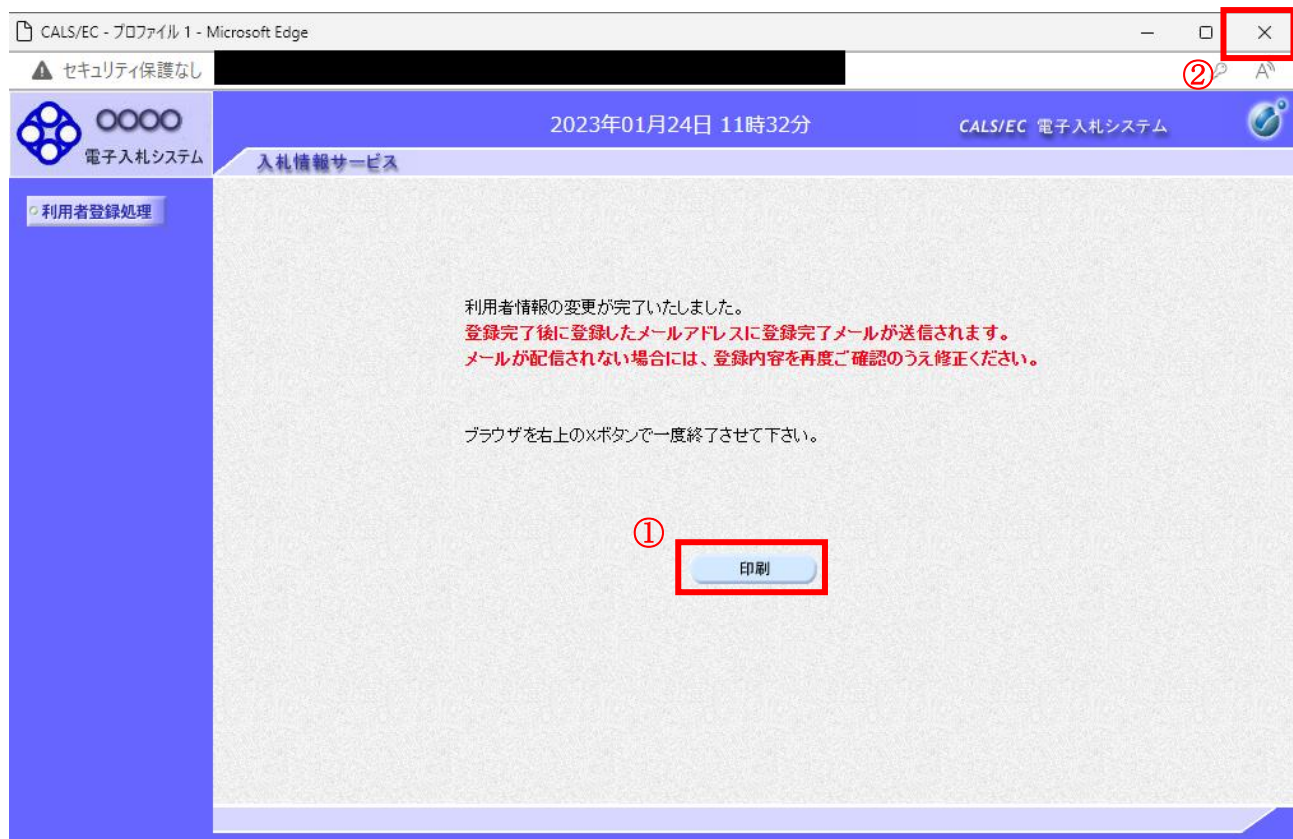 CALS/EC - プロファイル 1 - Microsoft Edge
セキュリティ保護なし
②
〇〇〇〇
電子入札システム
2023年01月24日 11時32分
CALS/EC 電子入札システム
入札情報サービス
利用者登録処理
利用者情報の変更が完了いたしました。
登録完了後に登録したメールアドレスに登録完了メールが送信されます。
メールが配信されない場合には、登録内容を再度ご確認のうえ修正ください。
ブラウザを右上の×ボタンで一度終了させて下さい。
①
印刷